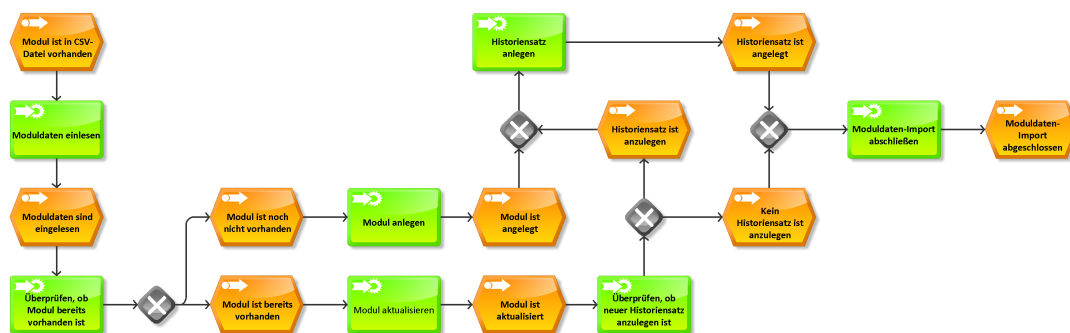 Modul ist in CSV-
Datei vorhanden
Moduldaten einlesen
Moduldaten sind
eingelesen
Überprüfen, ob
Modul bereits
vorhanden ist
Modul ist noch
nicht vorhanden
Modul anlegen
Modul ist
angelegt
Modul ist bereits
vorhanden
Modul aktualisieren
Modul ist
aktualisiert
Überprüfen, ob
neuer Historiensatz
anzulegen ist
Historiensatz ist
anzulegen
Kein
Historiensatz ist
anzulegen
Historiensatz
anlegen
Historiensatz ist
angelegt
Moduldaten-Import
abschließen
Moduldaten-
Import
abgeschlossen